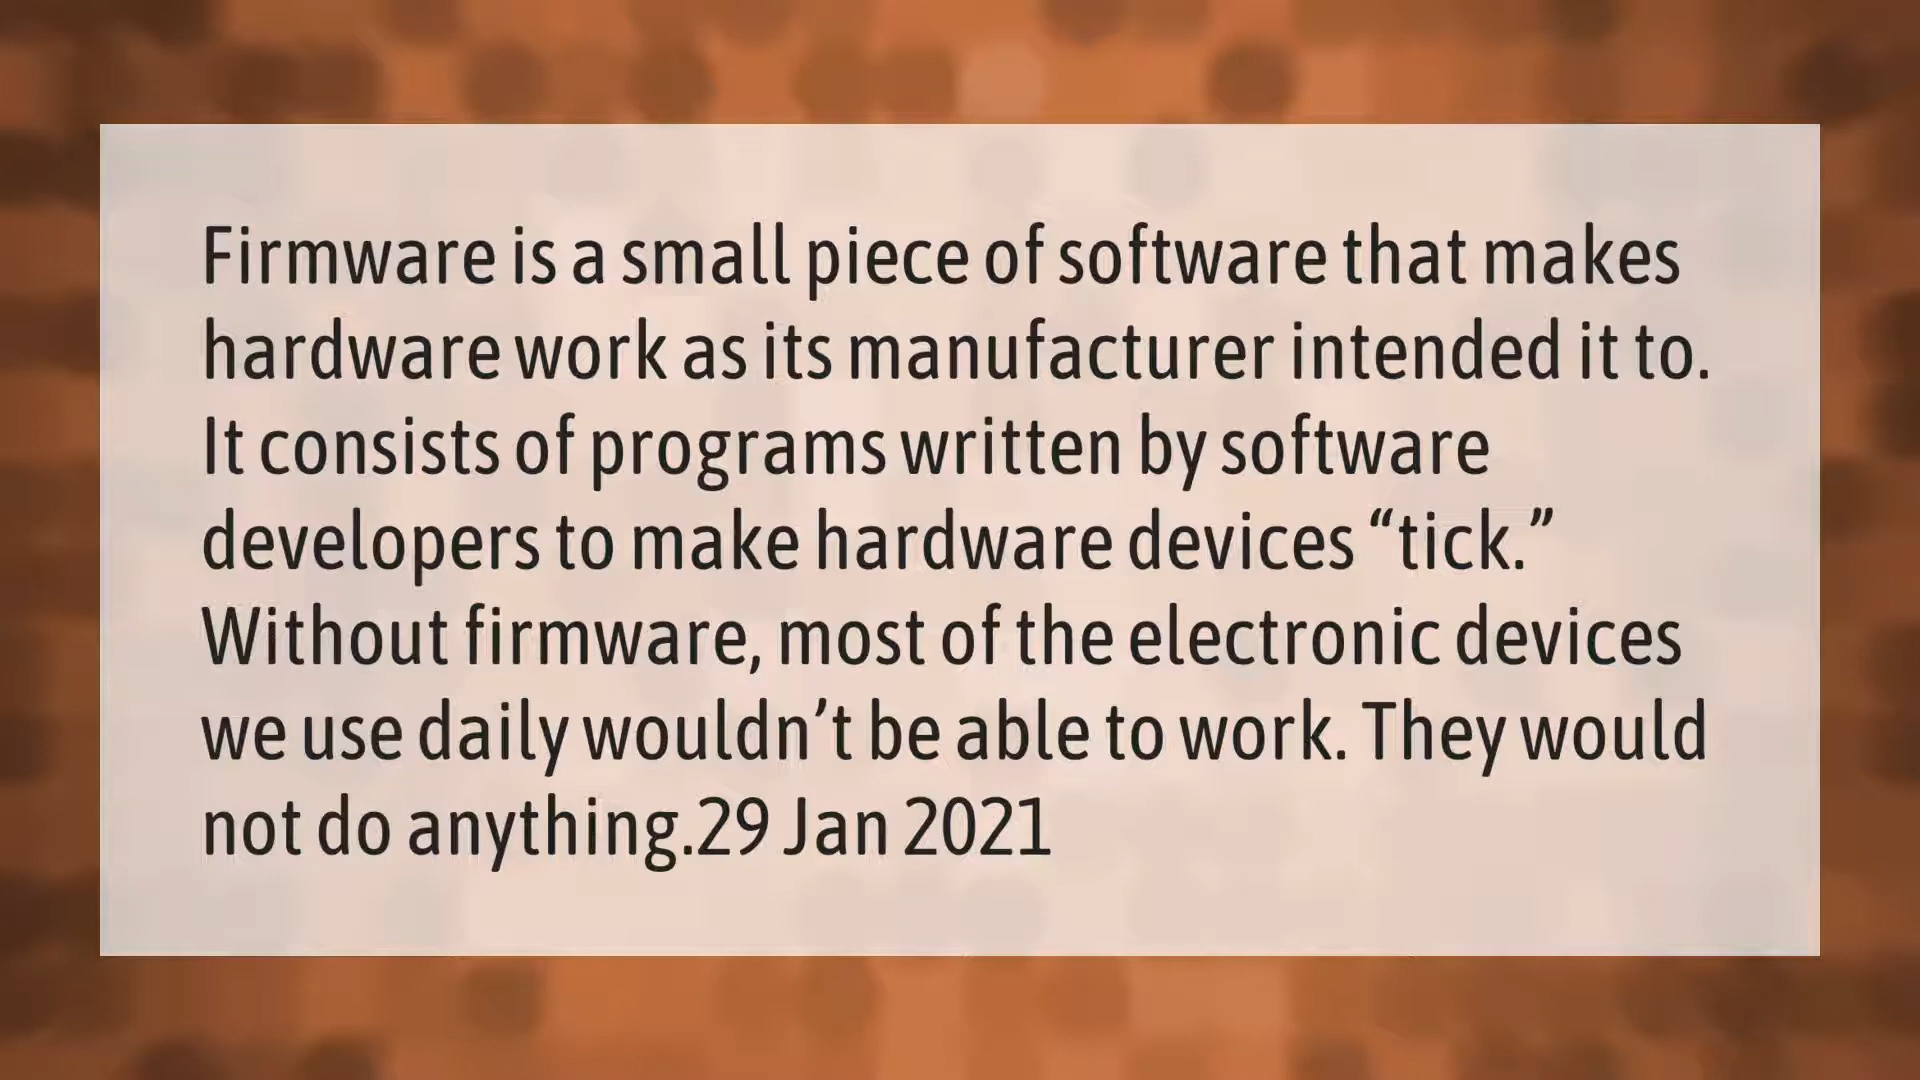 Firmware is a small piece of software that makes
hardware work as its manufacturer intended it to.
It consists of programs written by software
developers to make hardware devices “tick.”
Without firmware, most of the electronic devices
we use daily wouldn’t be able to work. They would
not do anything.29 Jan 2021